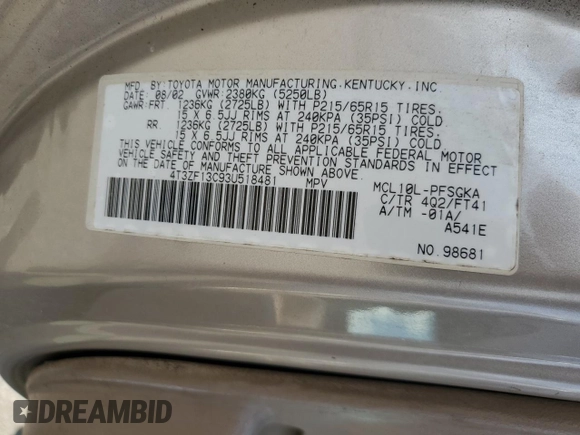 MFD. BY:TOYOTA MOTOR MANUFACTURING.KENTUCKY.INC.
DATE: 08/02 GVWR:2380KG (5250LB)
GAWR:FRT. 1236KG (2725LB) WITH P215/65R15 TIRES.
15 X 6.5JJ RIMS AT 240KPA (35PSI) COLD
RR. 1236KG (2725LB) WITH P215/65R15 TIRES.
15 X 6.5JJ RIMS AT 240KPA (35PSI) COLD
THIS VEHICLE CONFORMS TO ALL APPLICABLE FEDERAL MOTOR
VEHICLE SAFETY AND THEFT PREVENTION STANDARDS IN EFFECT
ON THE DATE OF MANUFACTURE SHOWN ABOVE.
4T3ZF13C93U518481 MPV
MCL10L-PFSGKA
C/TR 4Q2/FT41
A/TM -01A/
A541E
NO.98681
DREAMBID